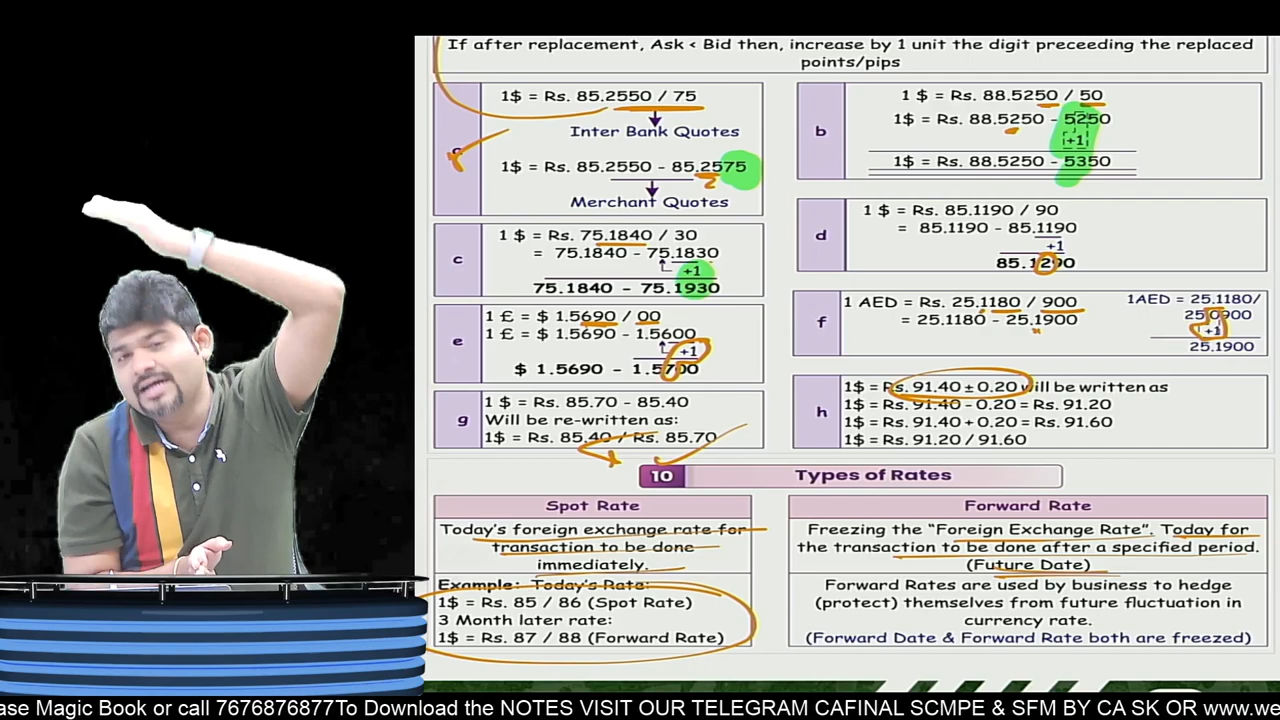 If after replacement, Ask < Bid then, increase by 1 unit the digit preceeding the replaced
points/pips
1$ = Rs. 85.2550 / 75
Inter Bank Quotes
1$ = Rs. 85.2550 - 85.2575
Merchant Quotes
b
1 $ = Rs. 88.5250 / 50
1$ = Rs. 88.5250 - 5250
+1
1$ = Rs. 88.5250 - 5350
c
1 $ = Rs. 75.1840 / 30
= 75.1840 - 75.1830
+1
75.1840 - 75.1930
d
1 $ = Rs. 85.1190 / 90
= 85.1190 - 85.1190
+1
85.1290
e
1 £ = $ 1.5690 / 00
1 £ = $ 1.5690 - 1.5600
+1
$ 1.5690 - 1.5700
f
1 AED = Rs. 25.1180 / 900
= 25.1180 - 25.1900
1AED = 25.1180/
25.0900
+1
25.1900
g
1 $ = Rs. 85.70 - 85.40
Will be re-written as:
1$ = Rs. 85.40 / Rs. 85.70
h
1$ = Rs. 91.40 ± 0.20 will be written as
1$ = Rs. 91.40 - 0.20 = Rs. 91.20
1$ = Rs. 91.40 + 0.20 = Rs. 91.60
1$ = Rs. 91.20 / 91.60
10 Types of Rates
Spot Rate
Today's foreign exchange rate for
transaction to be done
immediately.
Example: Today's Rate:
1$ = Rs. 85 / 86 (Spot Rate)
3 Month later rate:
1$ = Rs. 87 / 88 (Forward Rate)
Forward Rate
Freezing the "Foreign Exchange Rate". Today for
the transaction to be done after a specified period.
(Future Date)
Forward Rates are used by business to hedge
(protect) themselves from future fluctuation in
currency rate.
(Forward Date & Forward Rate both are freezed)
ase Magic Book or call 7676876877To Download the NOTES VISIT OUR TELEGRAM CAFINAL SCMPE & SFM BY CA SK OR www.we